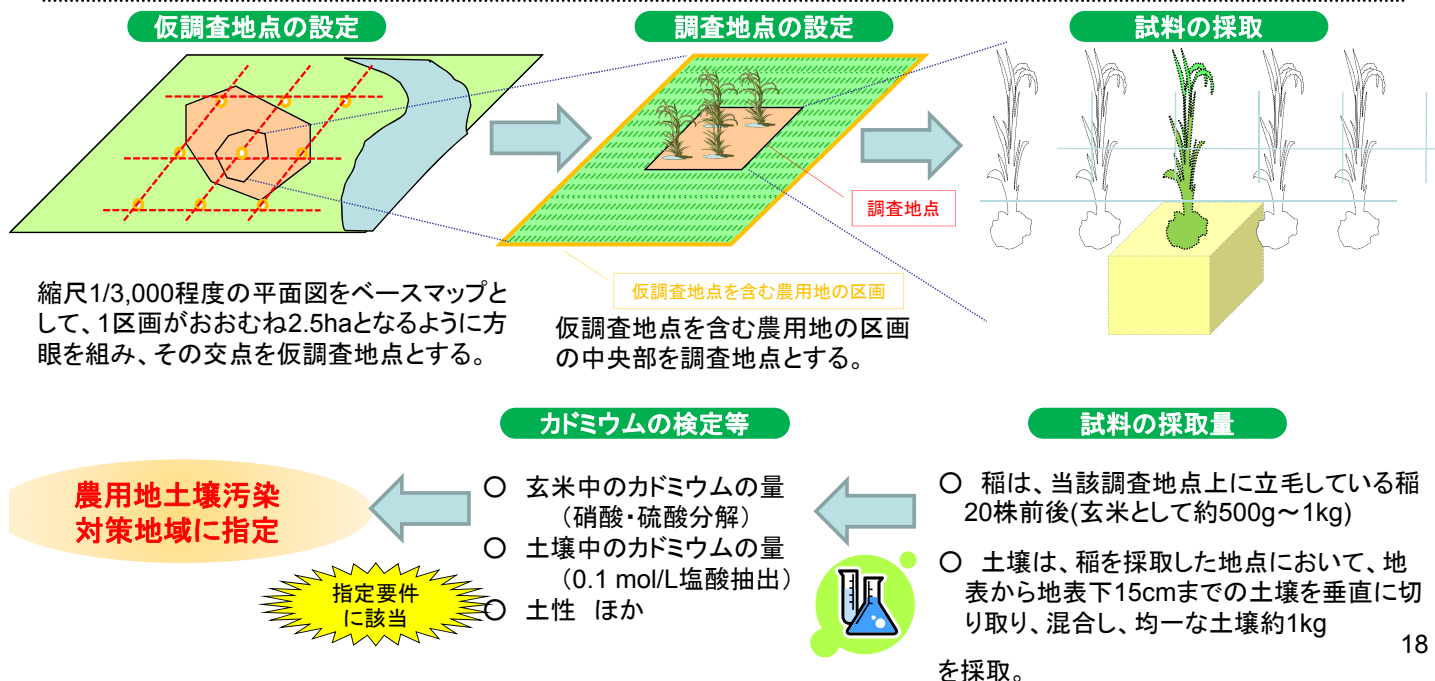 仮調査地点の設定
調査地点の設定
試料の採取
調査地点
仮調査地点を含む農用地の区画
縮尺1/3,000程度の平面図をベースマップと
して、1区画がおおむね2.5haとなるように方
眼を組み、その交点を仮調査地点とする。
仮調査地点を含む農用地の区画
の中央部を調査地点とする。
カドミウムの検定等
試料の採取量
農用地土壌汚染
対策地域に指定
指定要件
に該当
○ 玄米中のカドミウムの量
(硝酸・硫酸分解)
○ 土壌中のカドミウムの量
(0.1 mol/L塩酸抽出)
○ 土性 ほか
○ 稲は、当該調査地点上に立毛している稲
20株前後(玄米として約500g～1kg)
○ 土壌は、稲を採取した地点において、地
表から地表下15cmまでの土壌を垂直に切
り取り、混合し、均一な土壌約1kg
を採取。
18